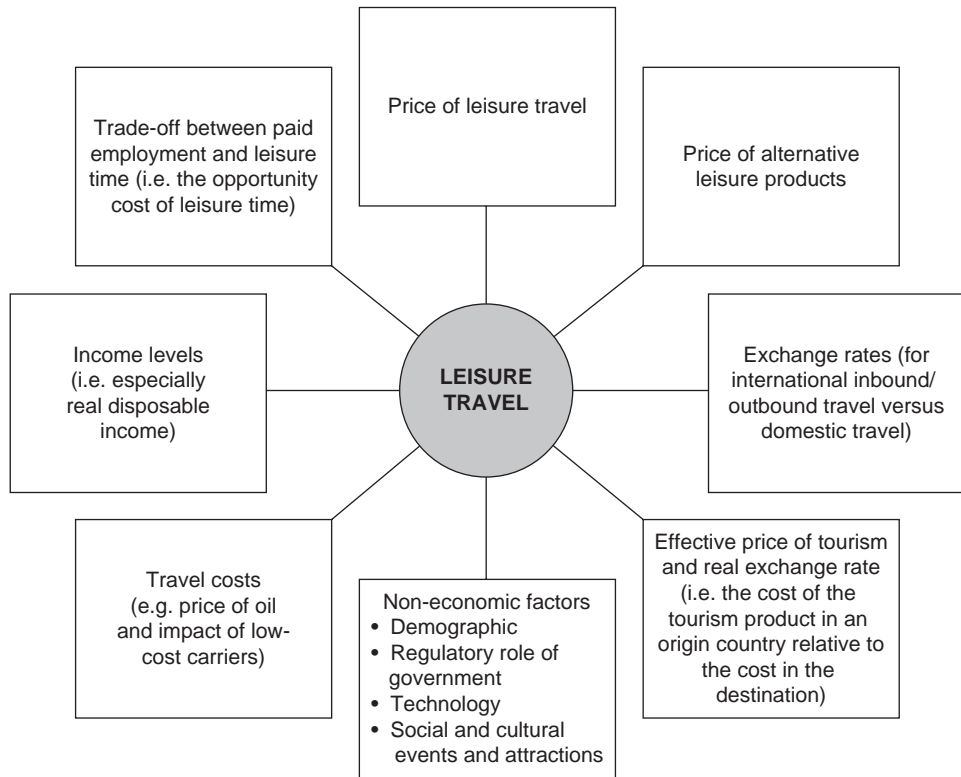 Price of leisure travel
Trade-off between paid
employment and leisure
time (i.e. the opportunity
cost of leisure time)
Price of alternative
leisure products
Income levels
(i.e. especially
real disposable
income)
LEISURE
TRAVEL
Exchange rates (for
international inbound/
outbound travel versus
domestic travel)
Travel costs
(e.g. price of oil
and impact of low-
cost carriers)
Non-economic factors
• Demographic
• Regulatory role of
government
• Technology
• Social and cultural
events and attractions
Effective price of tourism
and real exchange rate
(i.e. the cost of the
tourism product in an
origin country relative to
the cost in the
destination)